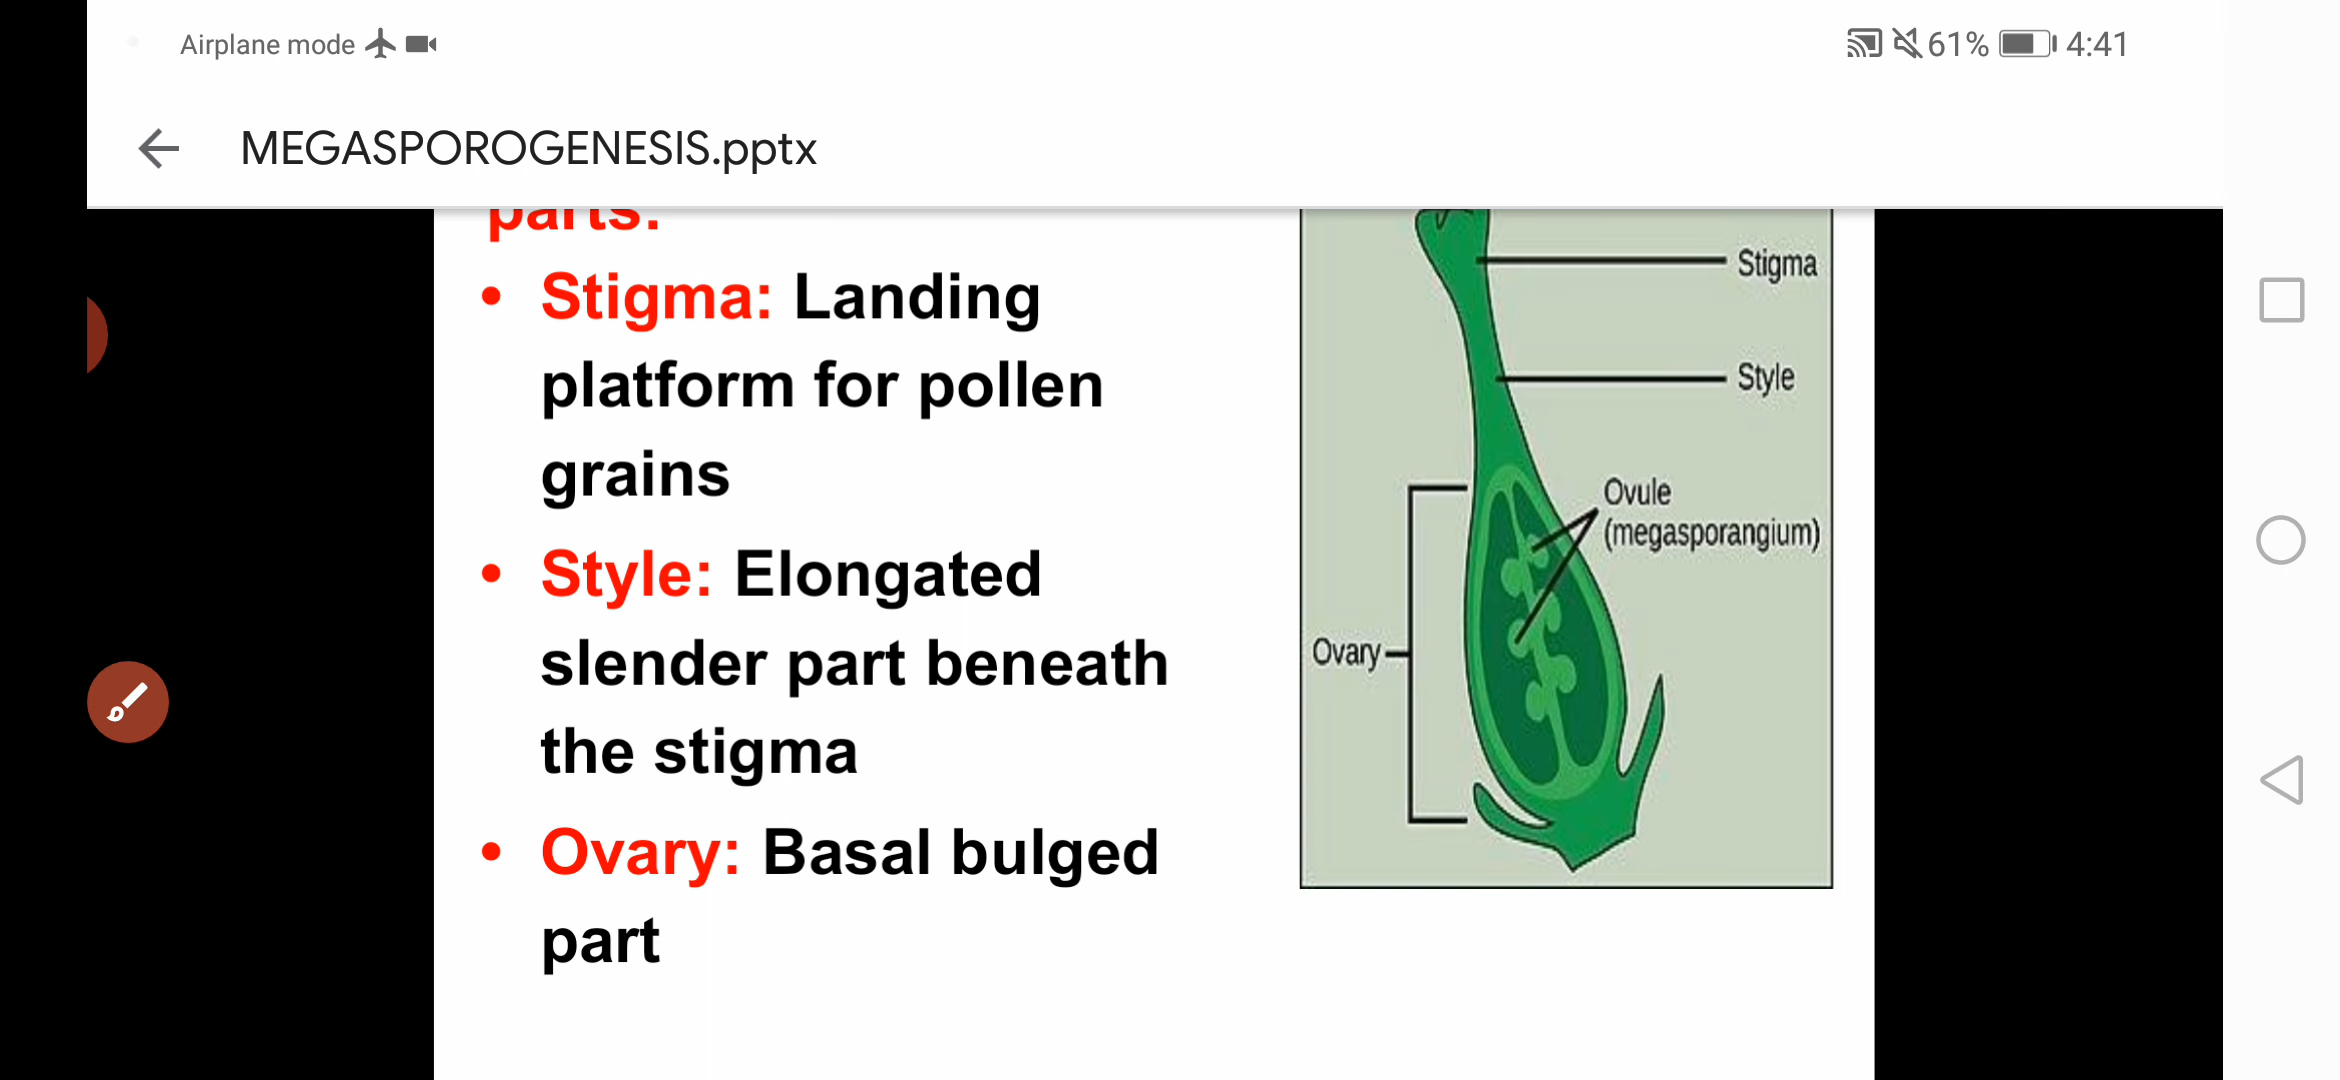 Airplane mode
61% 4:41
MEGASPOROGENESIS.pptx
parts:
• Stigma: Landing
platform for pollen
grains
• Style: Elongated
slender part beneath
the stigma
• Ovary: Basal bulged
part
Stigma
Style
Ovule
(megasporangium)
Ovary